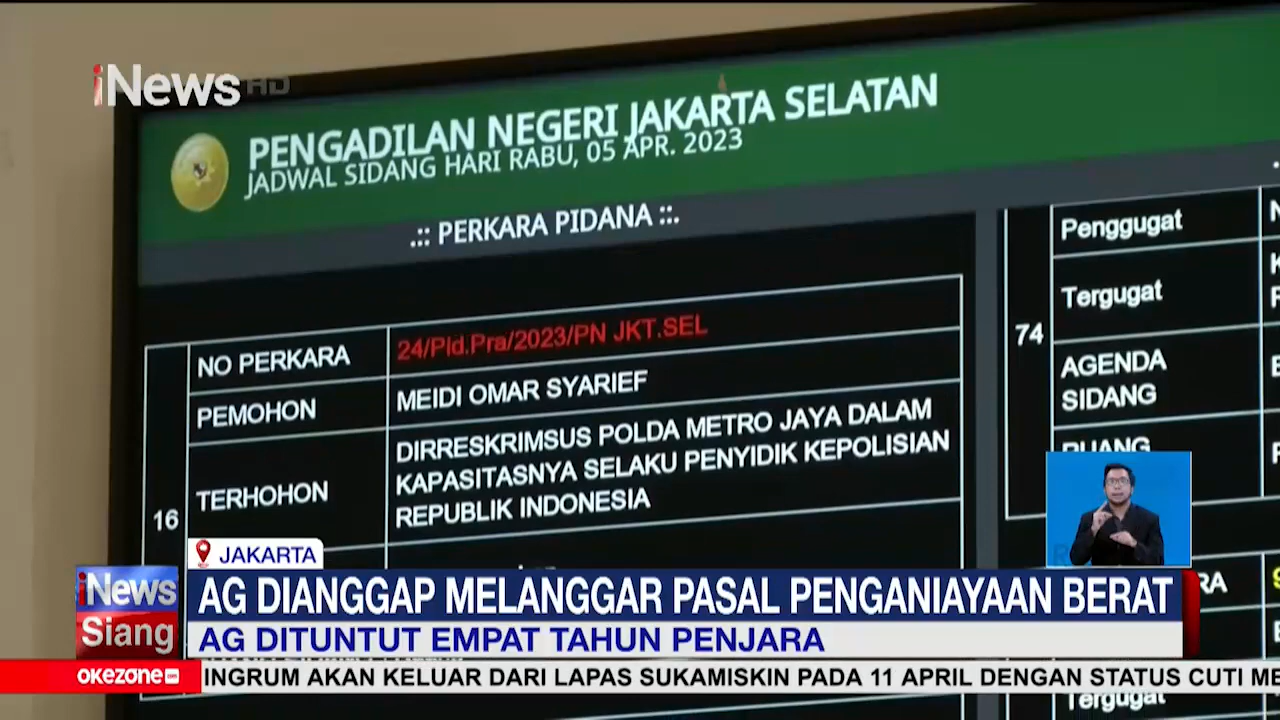 iNews HD
PENGADILAN NEGERI JAKARTA SELATAN
JADWAL SIDANG HARI RABU, 05 APR. 2023
.:: PERKARA PIDANA ::.
16
NO PERKARA
24/Pid.Pra/2023/PN JKT.SEL
PEMOHON
MEIDI OMAR SYARIEF
TERHOHON
DIRRESKRIMSUS POLDA METRO JAYA DALAM
KAPASITASNYA SELAKU PENYIDIK KEPOLISIAN
REPUBLIK INDONESIA
74
Penggugat
Tergugat
AGENDA
SIDANG
RUANG
Tergugat
JAKARTA
iNews
Siang
AG DIANGGAP MELANGGAR PASAL PENGANIAYAAN BERAT
AG DITUNTUT EMPAT TAHUN PENJARA
okezone.com
INGRUM AKAN KELUAR DARI LAPAS SUKAMISKIN PADA 11 APRIL DENGAN STATUS CUTI ME